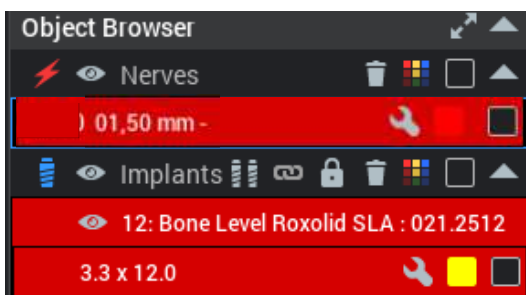 Object Browser
Nerves
01,50 mm -
Implants
12: Bone Level Roxolid SLA : 021.2512
3.3 x 12.0